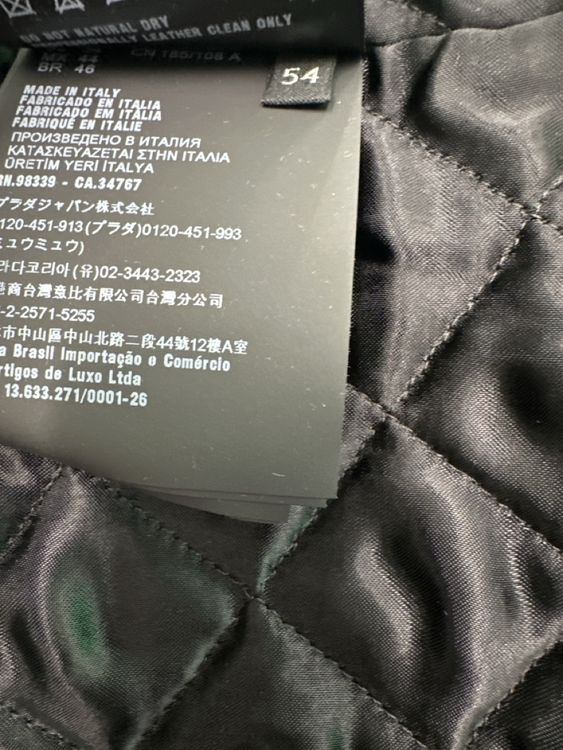 DO NOT NATURAL DRY
LEATHER CLEAN ONLY
BR: 46
CN 185/108 A
54
MADE IN ITALY
FABRICADO EN ITALIA
FABRICADO EM ITALIA
FABRIQUÉ EN ITALIE
ПРОИЗВЕДЕНО В ИТАЛИЯ
ΚΑΤΑΣΚΕΥΑΖΕΤΑΙ ΣΤΗΝ ΙΤΑΛΙΑ
ÜRETİM YERİ İTALYA
RN.98339 - CA.34767
プラダジャパン株式会社
0120-451-913(プラダ)0120-451-993
ミュウミュウ)
라다코리아 (유)02-3443-2323
港商台灣意比有限公司台灣分公司
-2-2571-5255
市中山區中山北路二段44號12樓A室
a Brasil Importação e Comércio
rtigos de Luxo Ltda
13.633.271/0001-26